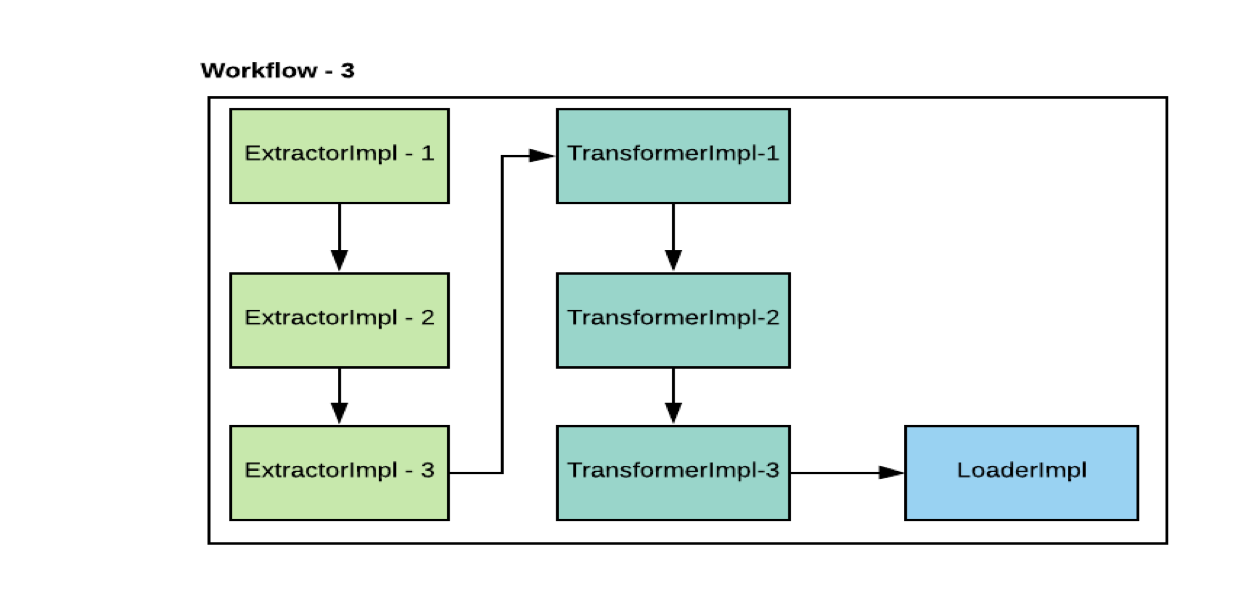 Workflow - 3
ExtractorImpl - 1
ExtractorImpl - 2
ExtractorImpl - 3
TransformerImpl-1
TransformerImpl-2
TransformerImpl-3
LoaderImpl